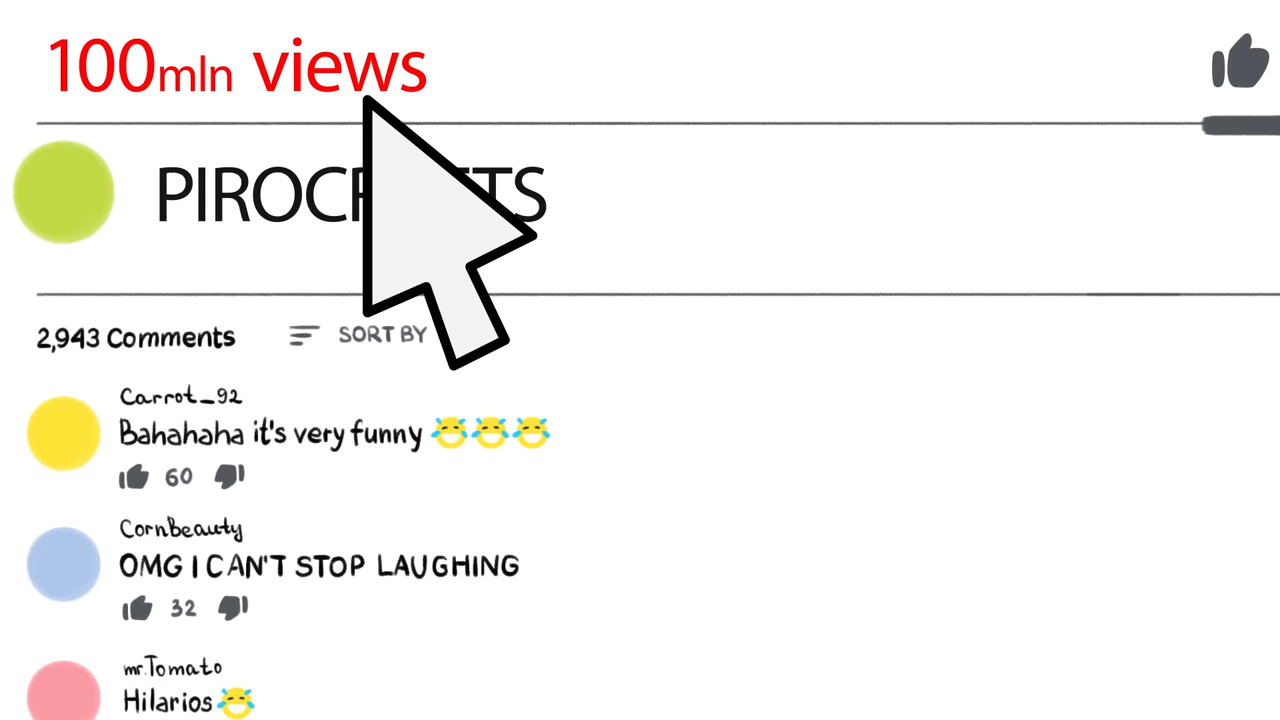 100mln views
2,943 Comments
SORT BY
Carrot_92
Bahahaha it's very funny 😂😂😂
60
CornBeauty
OMG I CAN'T STOP LAUGHING
32
mr.Tomato
Hilarios 😂